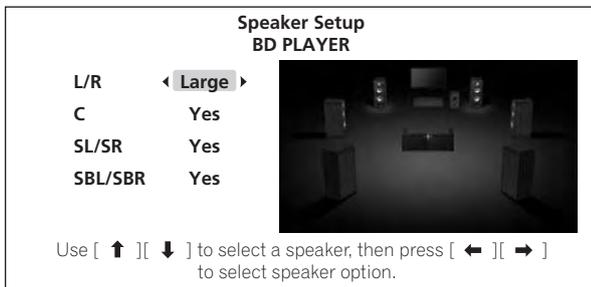 Speaker Setup
BD PLAYER
L/R Large
C Yes
SL/SR Yes
SBL/SBR Yes
Use [ ⬆ ][ ⬇ ] to select a speaker, then press [ ⬅ ][ ➡ ]
to select speaker option.